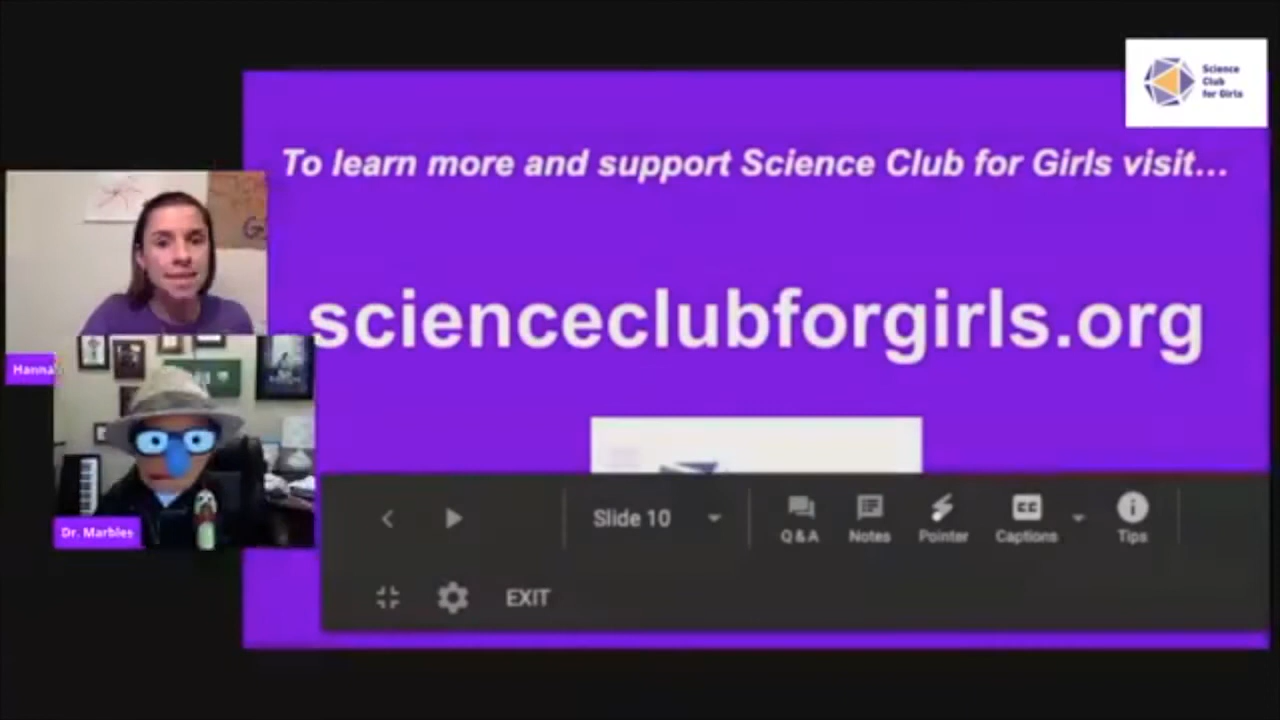 Science
Club
for Girls
To learn more and support Science Club for Girls visit...
scienceclubforgirls.org
Hanna
Dr. Marbles
Slide 10
Q&A
Notes
Pointer
CC
Captions
Tips
EXIT